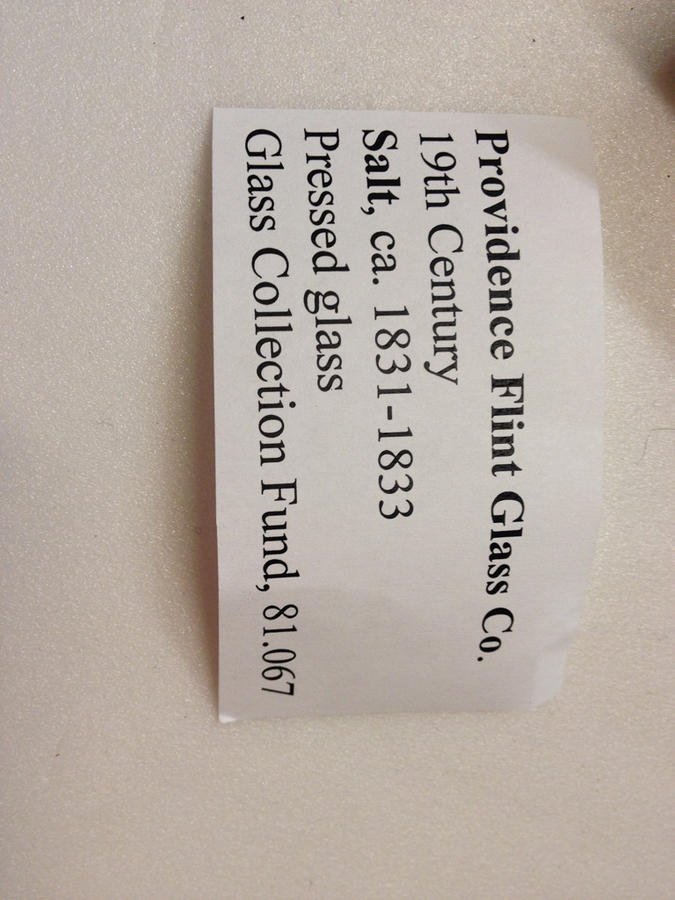 Providence Flint Glass Co.
19th Century
Salt, ca. 1831-1833
Pressed glass
Glass Collection Fund, 81.067